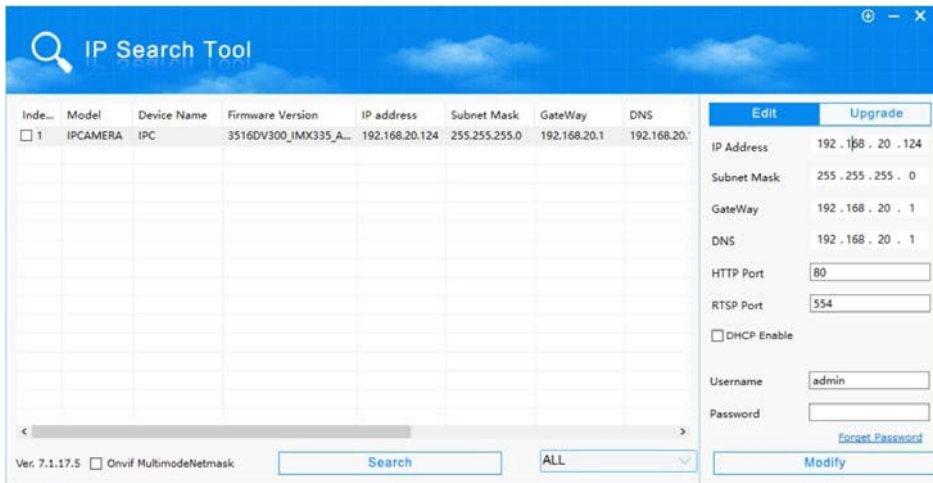 IP Search Tool
Inde... Model Device Name Firmware Version IP address Subnet Mask GateWay DNS
1 IPCAMERA IPC 3516DV300_IMX335_A... 192.168.20.124 255.255.255.0 192.168.20.1 192.168.20.
Edit Upgrade
IP Address 192 . 168 . 20 . 124
Subnet Mask 255 . 255 . 255 . 0
GateWay 192 . 168 . 20 . 1
DNS 192 . 168 . 20 . 1
HTTP Port 80
RTSP Port 554
DHCP Enable
Username admin
Password
Forget Password
Ver. 7.1.17.5 Onvif MultimodeNetmask Search ALL Modify